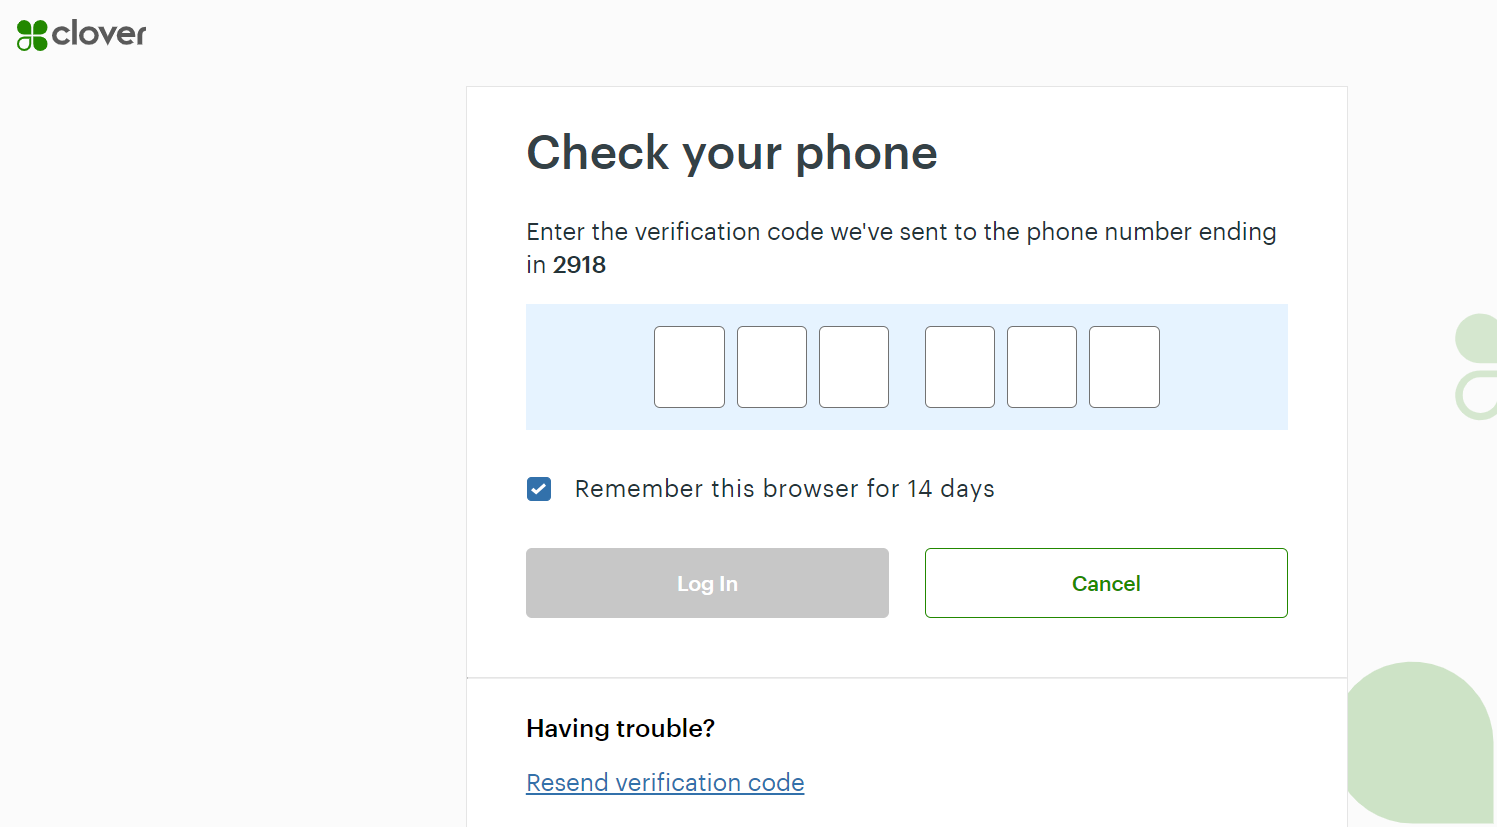 clover
Check your phone
Enter the verification code we've sent to the phone number ending
in 2918
Remember this browser for 14 days
Log In
Cancel
Having trouble?
Resend verification code